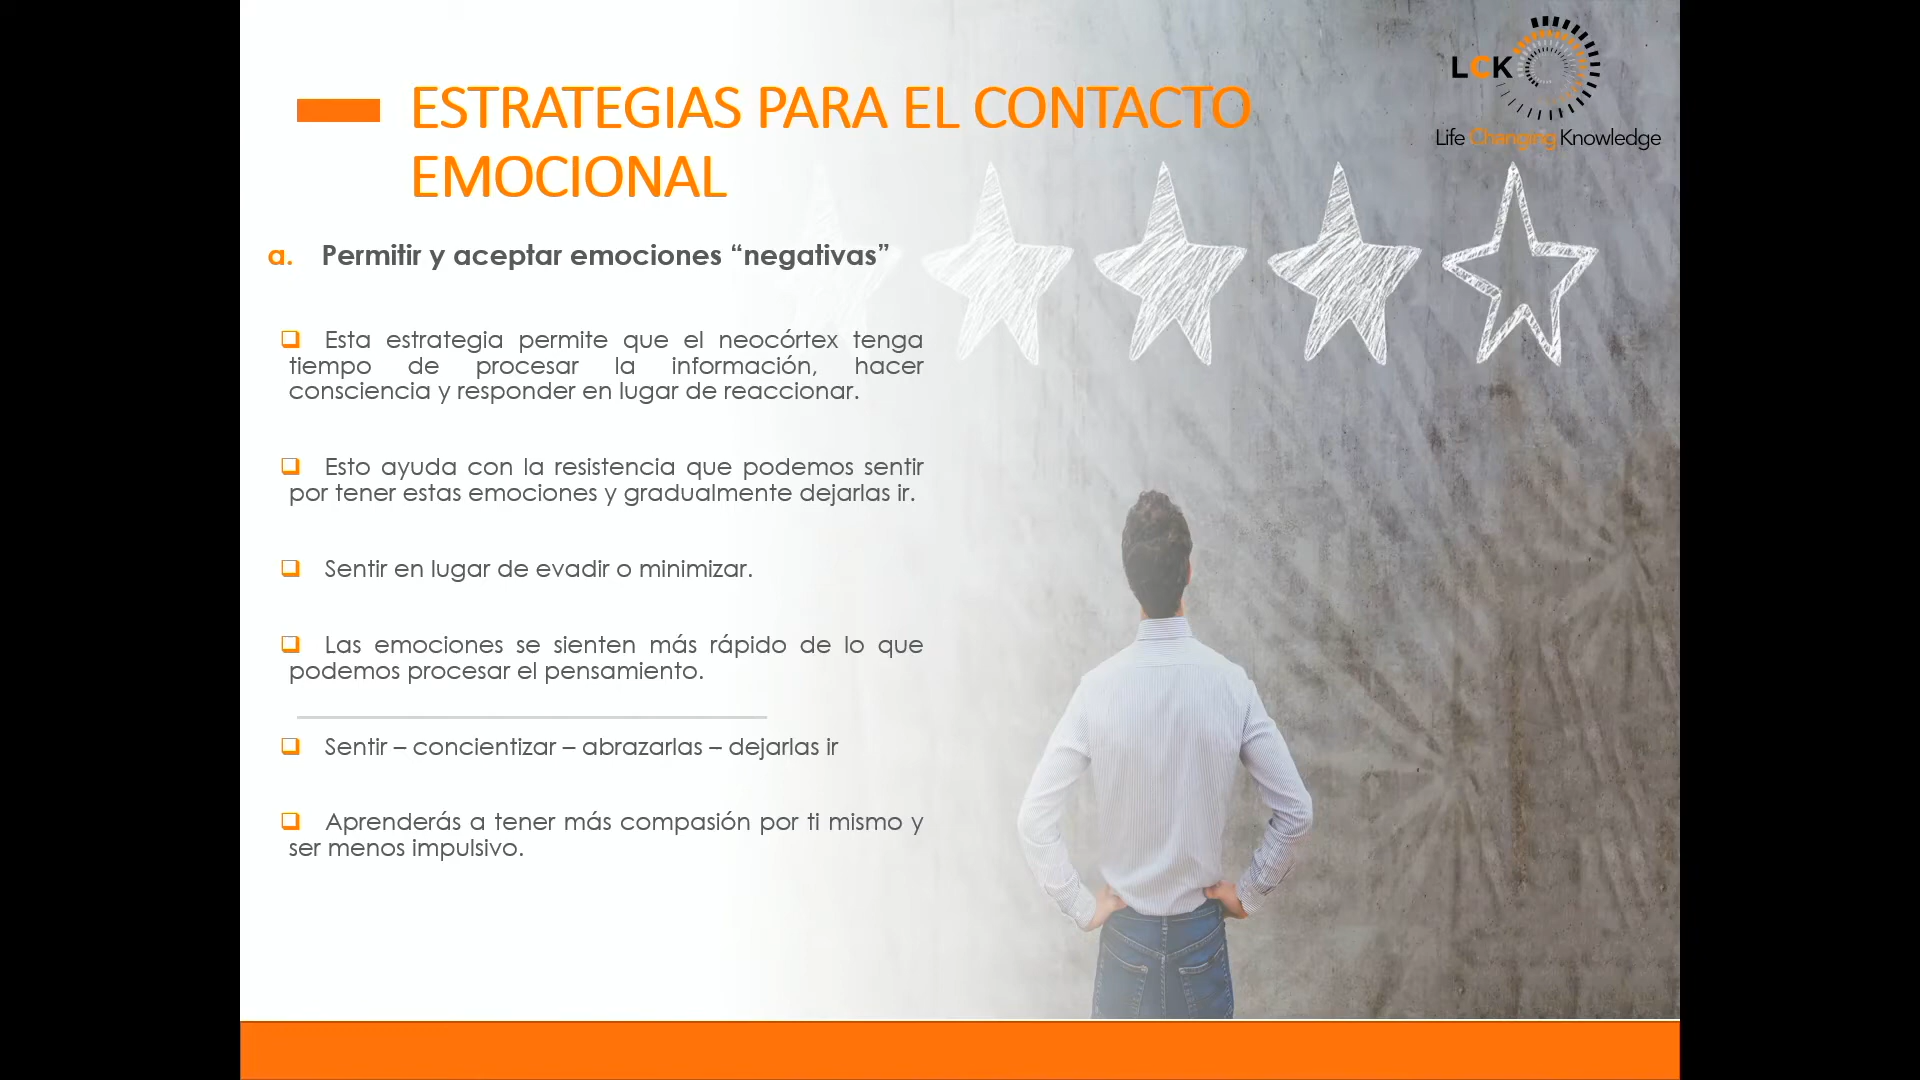 LCK
Life Changing Knowledge
ESTRATEGIAS PARA EL CONTACTO
EMOCIONAL
a. Permitir y aceptar emociones “negativas”
Esta estrategia permite que el neocórtex tenga
tiempo de procesar la información, hacer
consciencia y responder en lugar de reaccionar.
Esto ayuda con la resistencia que podemos sentir
por tener estas emociones y gradualmente dejarlas ir.
Sentir en lugar de evadir o minimizar.
Las emociones se sienten más rápido de lo que
podemos procesar el pensamiento.
Sentir – concientizar – abrazarlas – dejarlas ir
Aprenderás a tener más compasión por ti mismo y
ser menos impulsivo.